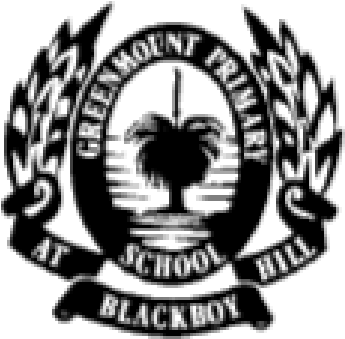 GREENMOUNT PRIMARY
SCHOOL
AT
BLACKBOY
HILL